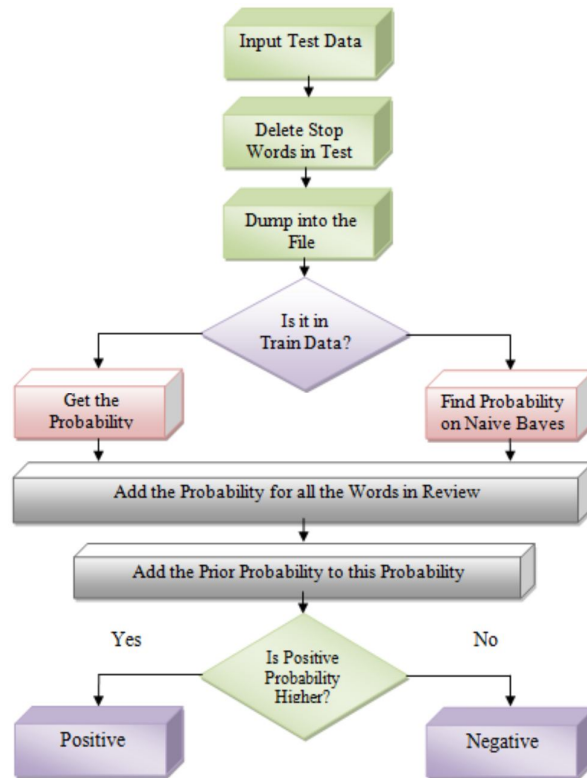 Input Test Data
Delete Stop
Words in Test
Dump into the
File
Is it in
Train Data?
Get the
Probability
Find Probability
on Naive Bayes
Add the Probability for all the Words in Review
Add the Prior Probability to this Probability
Yes
No
Is Positive
Probability
Higher?
Positive
Negative